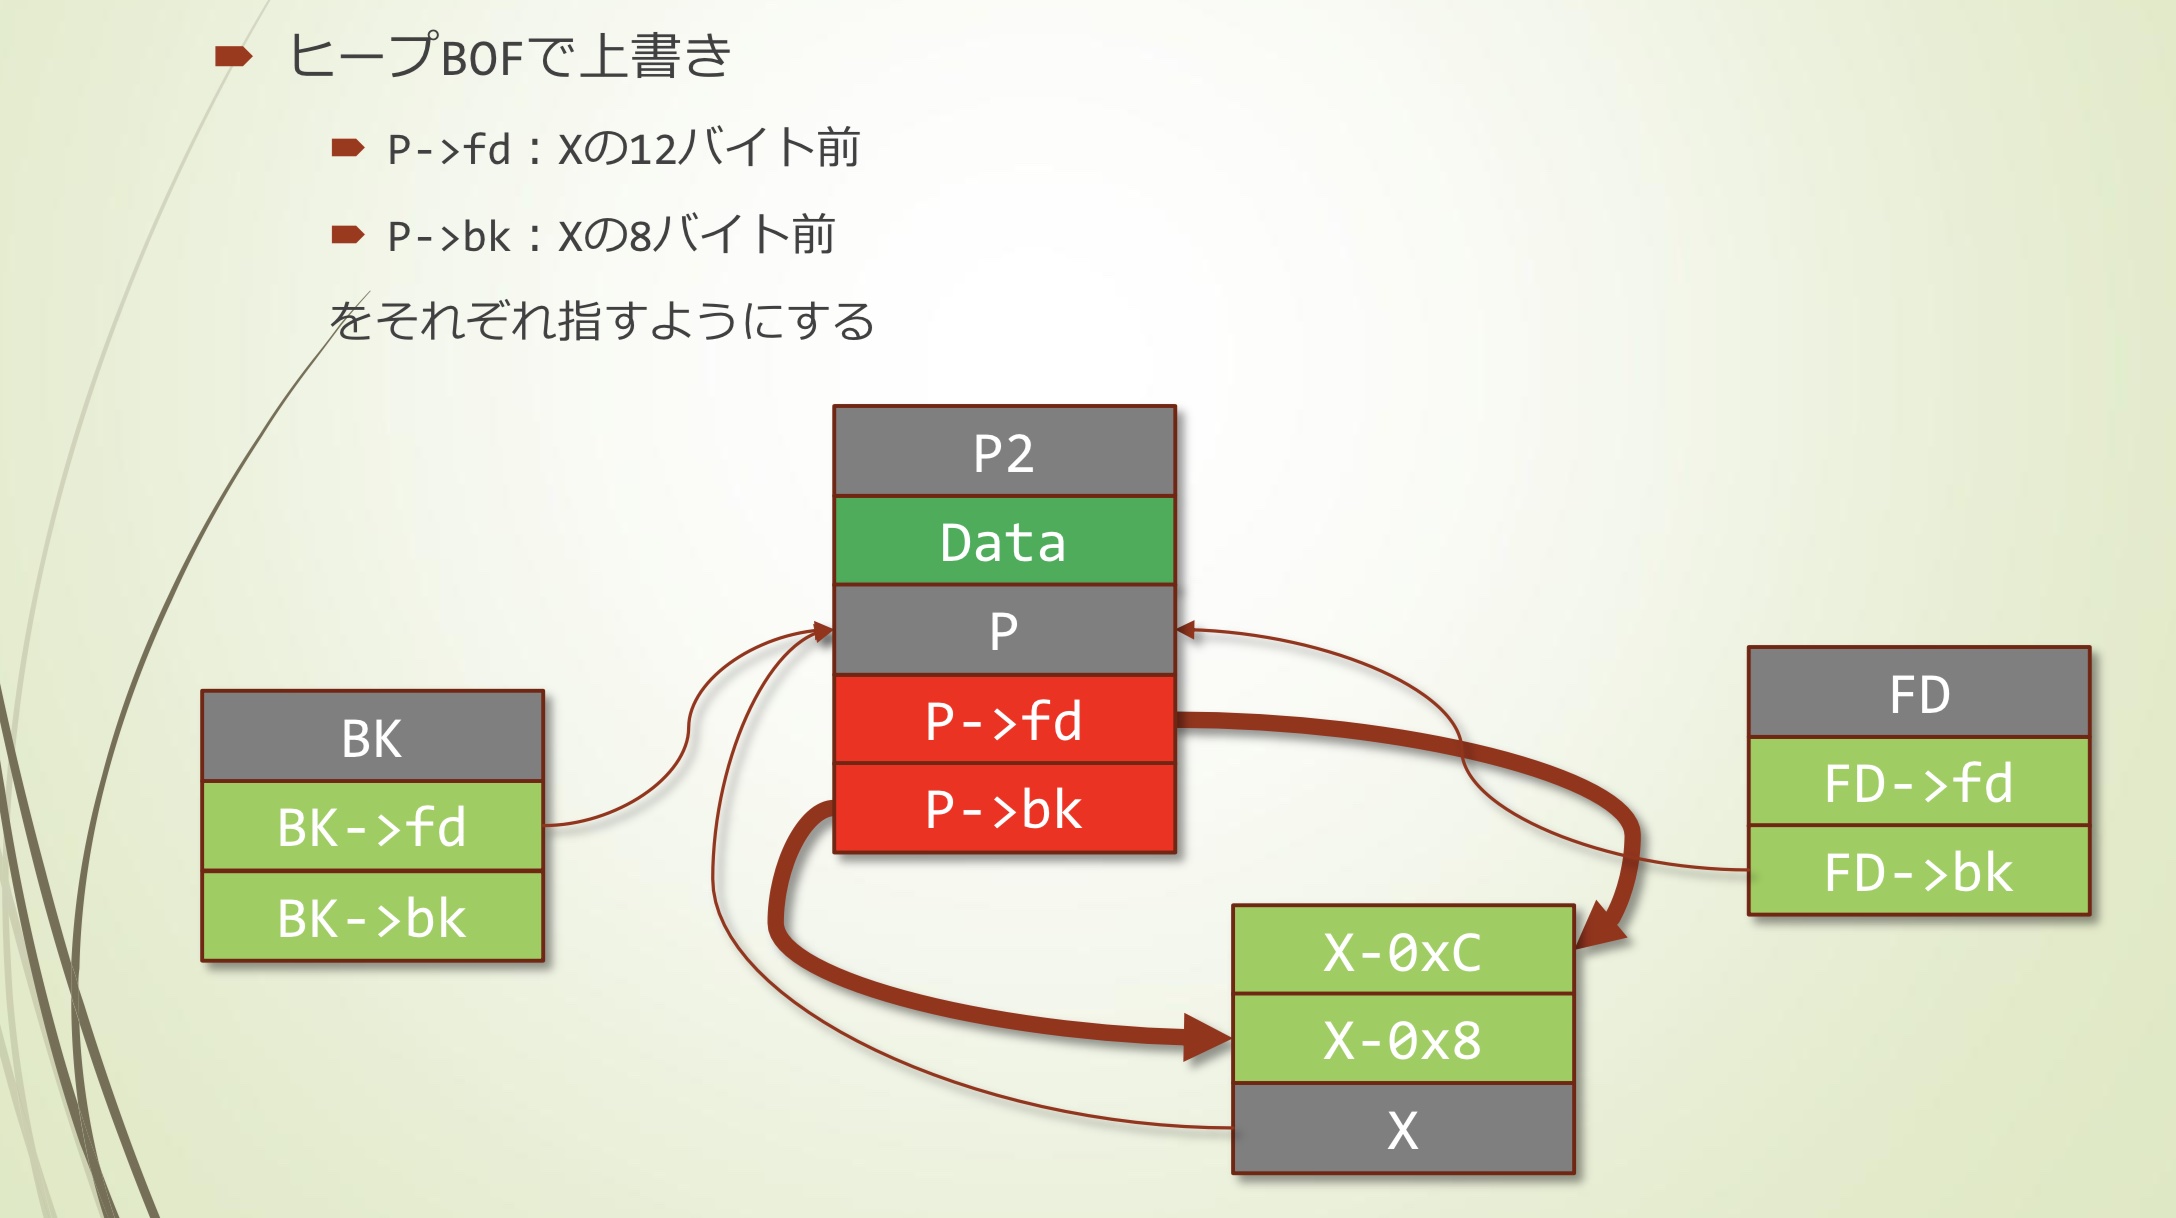 ヒープBOFで上書き
P->fd：Xの12バイト前
P->bk：Xの8バイト前
をそれぞれ指すようにする
P2
Data
P
P->fd
P->bk
BK
BK->fd
BK->bk
FD
FD->fd
FD->bk
X-0xC
X-0x8
X